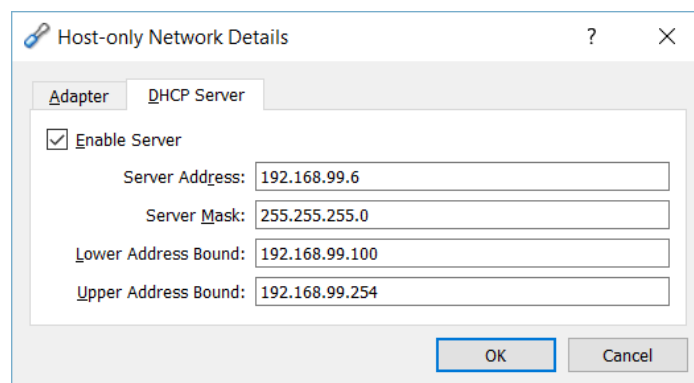 Host-only Network Details ?
Adapter DHCP Server
Enable Server
Server Address: 192.168.99.6
Server Mask: 255.255.255.0
Lower Address Bound: 192.168.99.100
Upper Address Bound: 192.168.99.254
OK Cancel